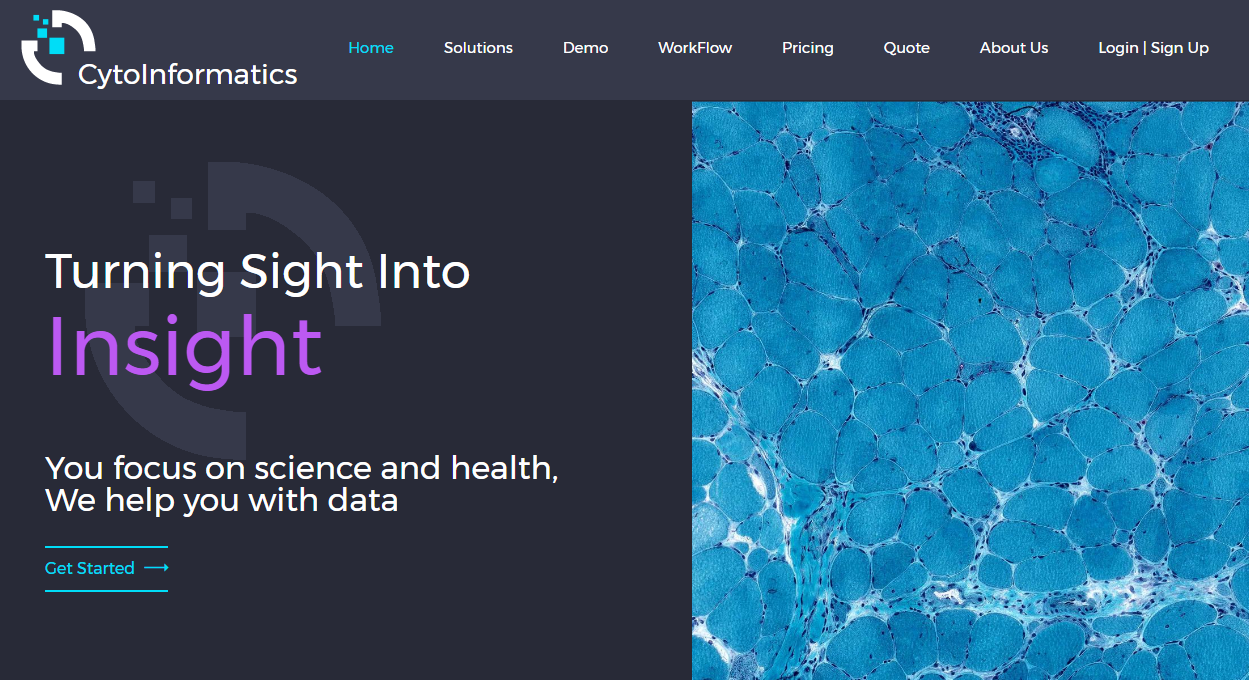 CytoInformatics
Home Solutions Demo WorkFlow Pricing Quote About Us Login | Sign Up
Turning Sight Into
Insight
You focus on science and health,
We help you with data
Get Started